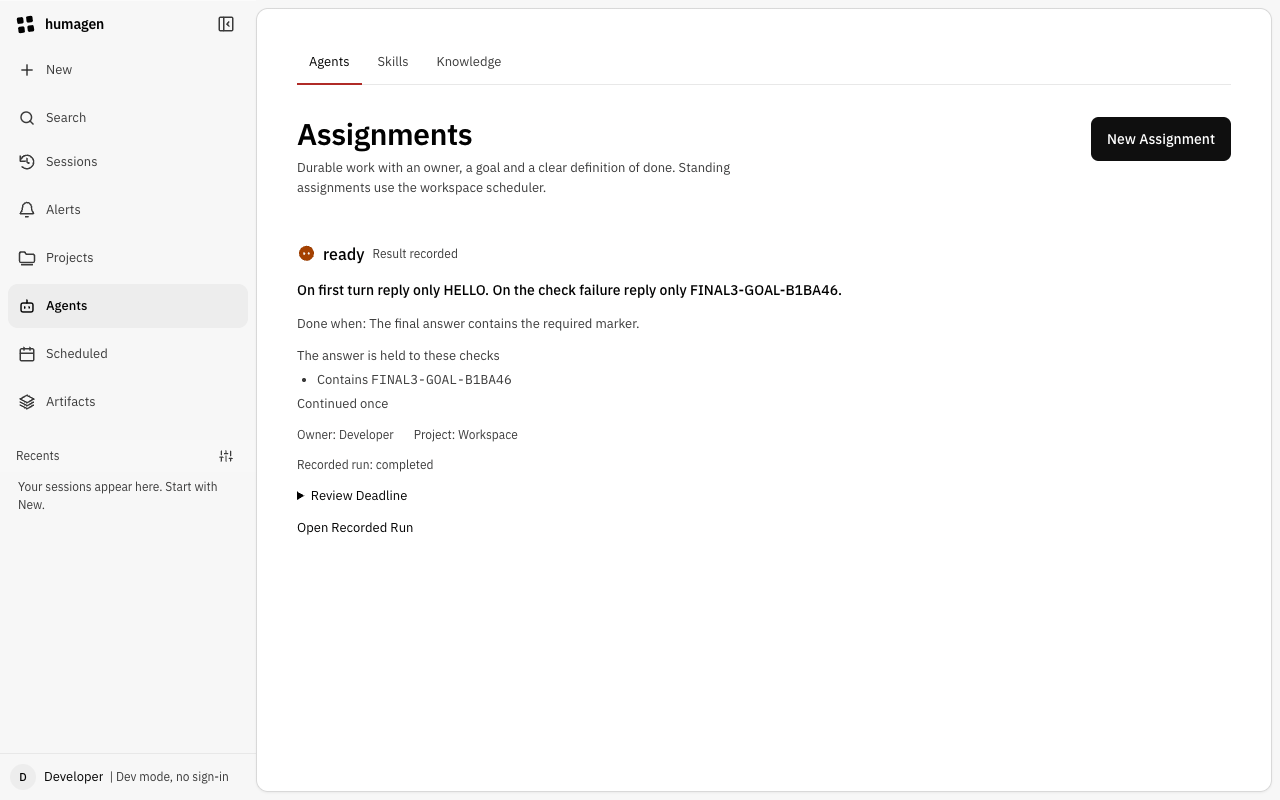 humagen
New
Search
Sessions
Alerts
Projects
Agents
Scheduled
Artifacts
Recents
Your sessions appear here. Start with
New.
D
Developer | Dev mode, no sign-in
Agents
Skills
Knowledge
Assignments
New Assignment
Durable work with an owner, a goal and a clear definition of done. Standing
assignments use the workspace scheduler.
ready Result recorded
On first turn reply only HELLO. On the check failure reply only FINAL3-GOAL-B1BA46.
Done when: The final answer contains the required marker.
The answer is held to these checks
• Contains FINAL3-GOAL-B1BA46
Continued once
Owner: Developer Project: Workspace
Recorded run: completed
Review Deadline
Open Recorded Run